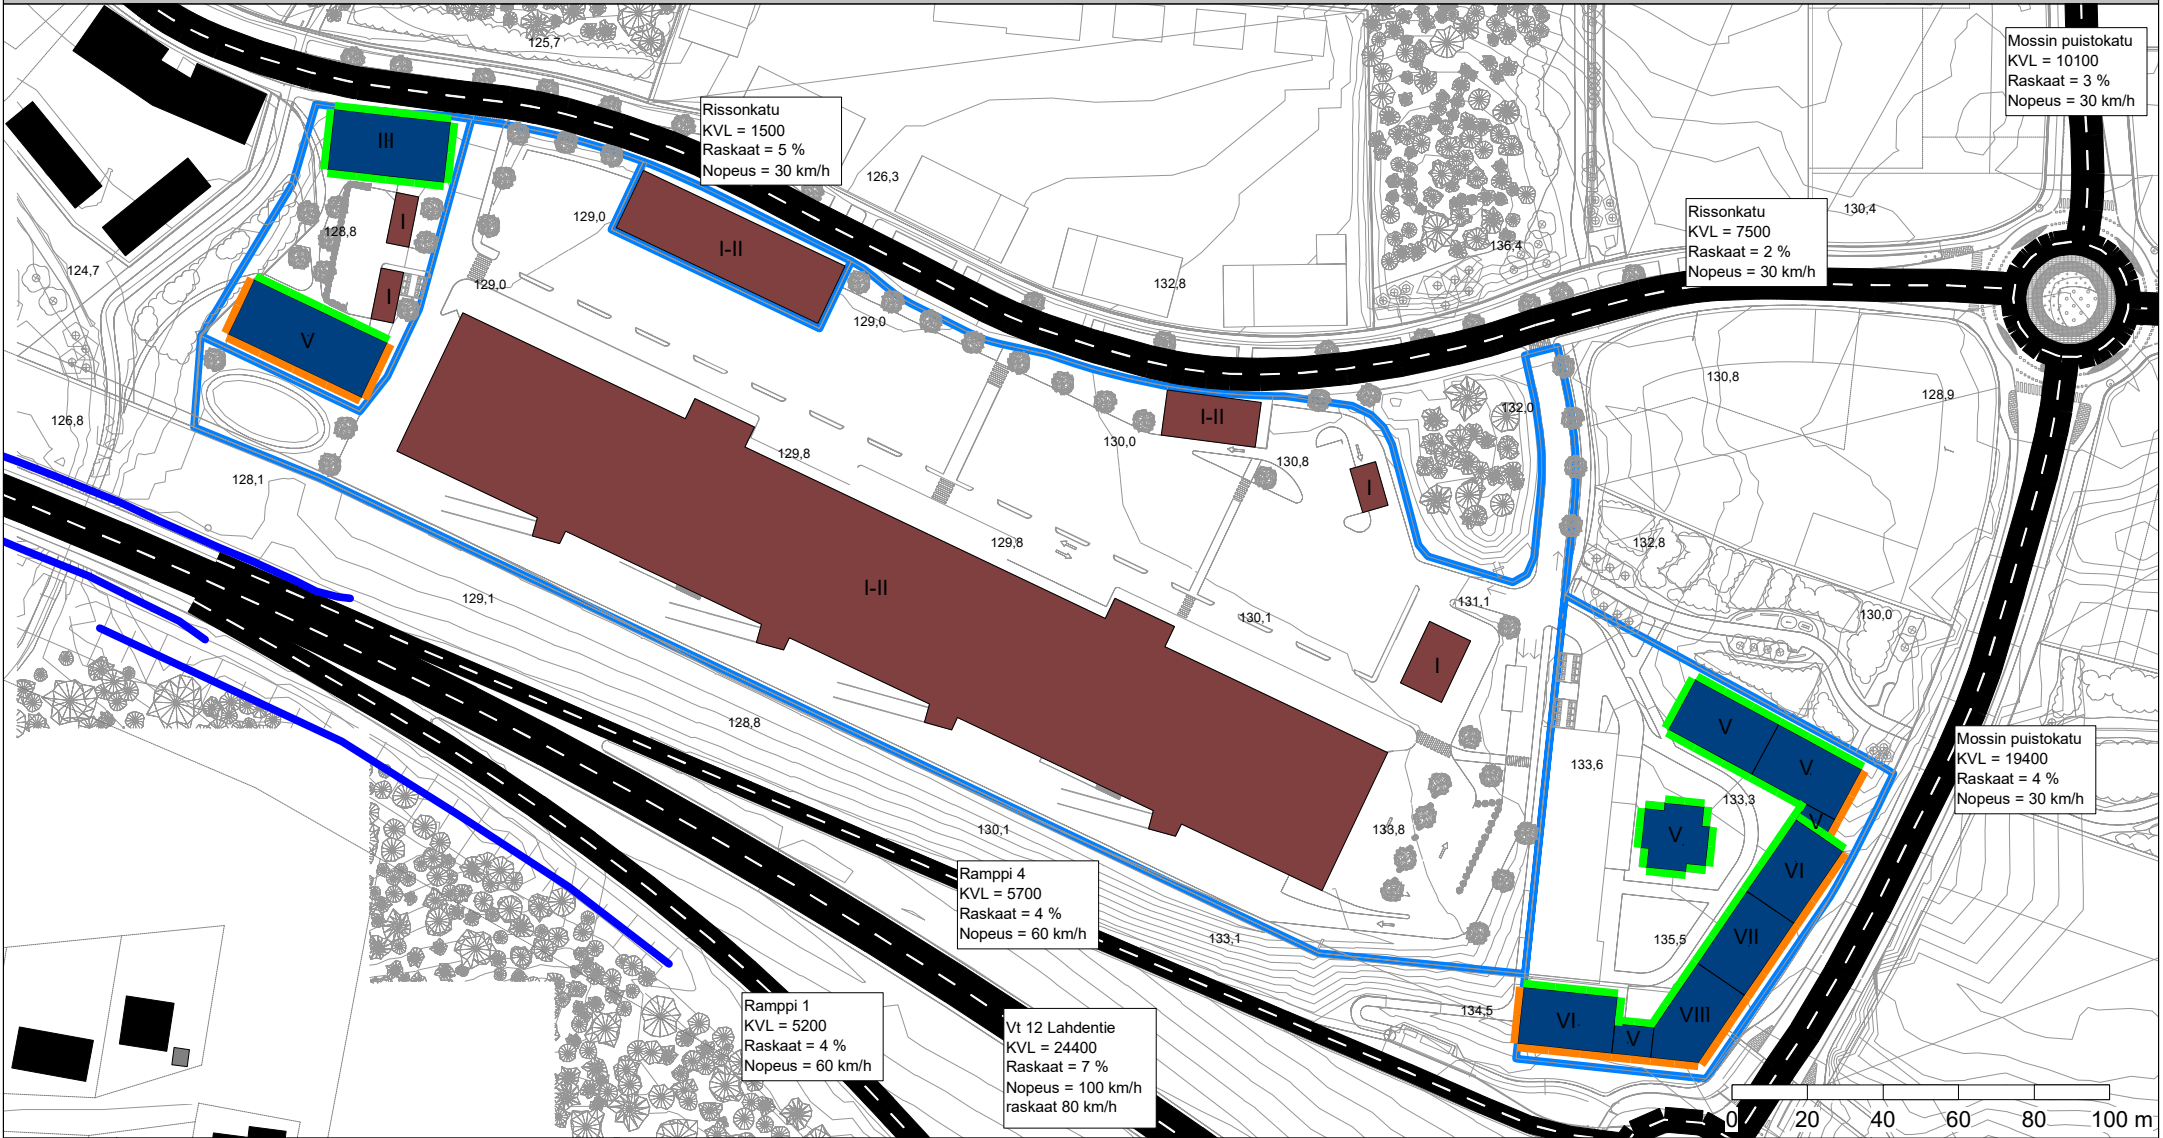 125,7
Mossin puistokatu
KVL = 10100
Raskaat = 3 %
Nopeus = 30 km/h
Rissonkatu
KVL = 1500
Raskaat = 5 %
Nopeus = 30 km/h
III
126,3
Rissonkatu
KVL = 7500
Raskaat = 2 %
Nopeus = 30 km/h
130,4
I
128,8
129,0
I-II
136,4
124,7
129,0
I
132,8
129,0
V
130,8
128,9
132,0
126,8
I-II
130,0
129,8
130,8
128,1
I
129,8
132,8
I-II
129,1
131,1
130,1
130,0
I
128,8
V
Mossin puistokatu
KVL = 19400
Raskaat = 4 %
Nopeus = 30 km/h
133,6
V
133,3
V
V
130,1
133,8
VI
Ramppi 4
KVL = 5700
Raskaat = 4 %
Nopeus = 60 km/h
133,1
135,5
VII
Ramppi 1
KVL = 5200
Raskaat = 4 %
Nopeus = 60 km/h
Vt 12 Lahdentie
KVL = 24400
Raskaat = 7 %
Nopeus = 100 km/h
raskaat 80 km/h
134,5
VI
V
VIII
0 20 40 60 80 100 m